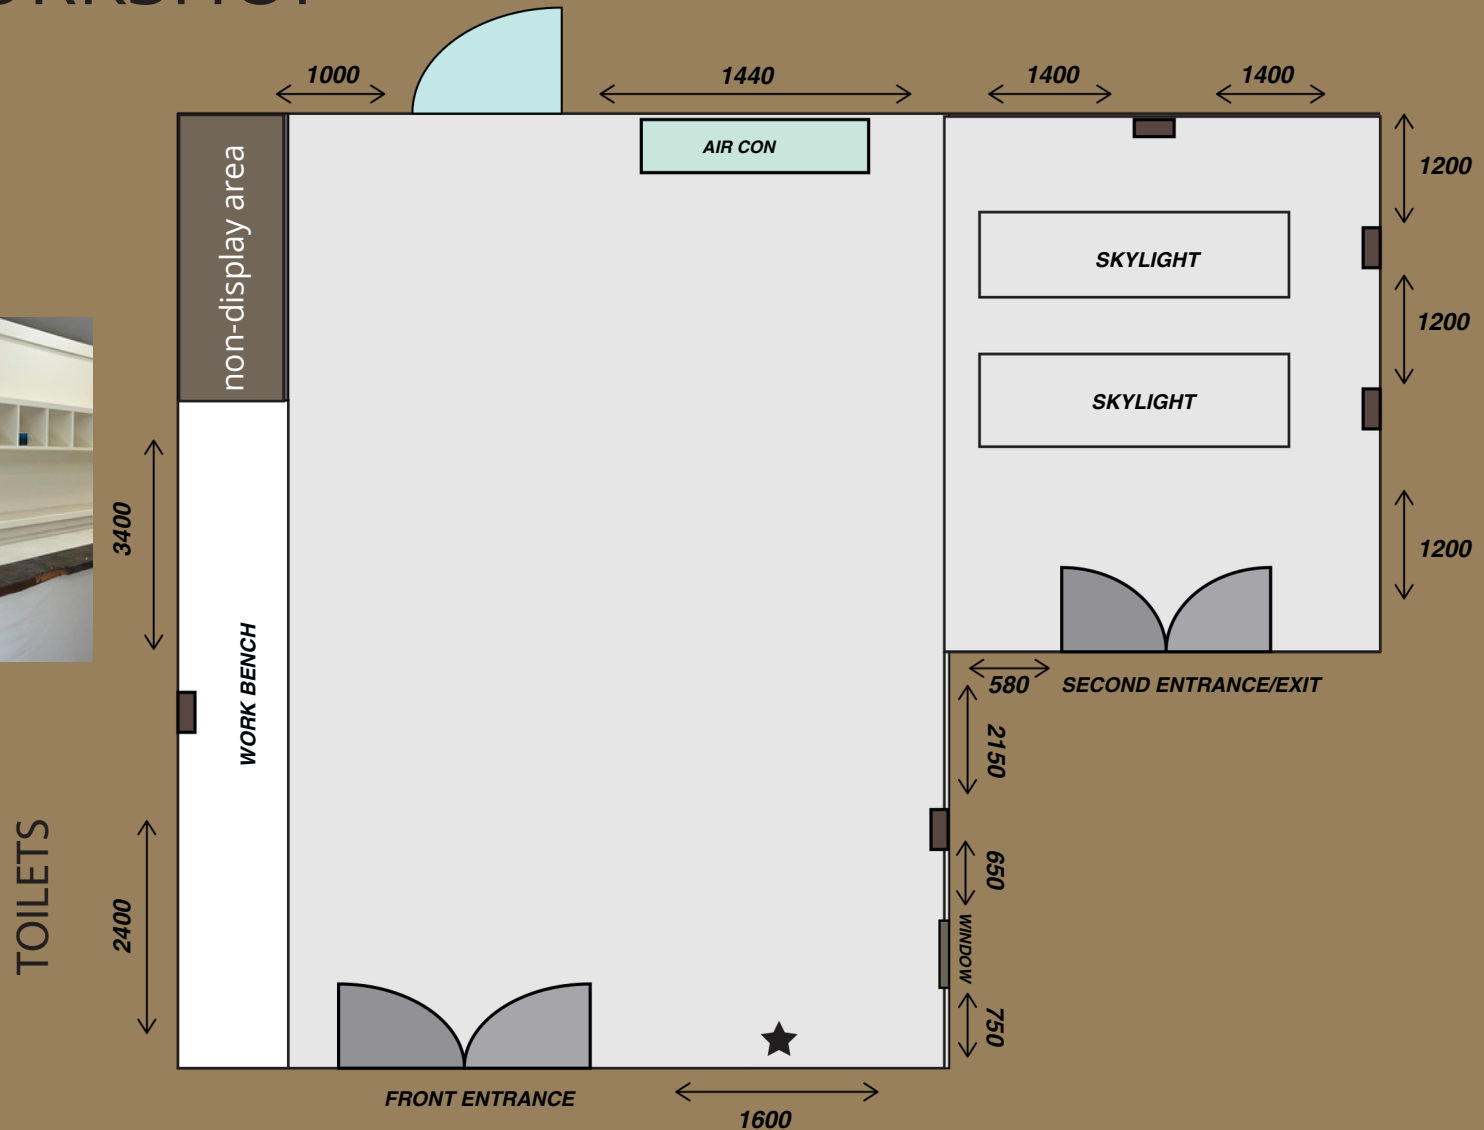 1000
1440
1400
1400
AIR CON
1200
non-display area
SKYLIGHT
1200
SKYLIGHT
3400
1200
WORK BENCH
580
SECOND ENTRANCE/EXIT
2150
TOILETS
650
2400
WINDOW
750
FRONT ENTRANCE
1600